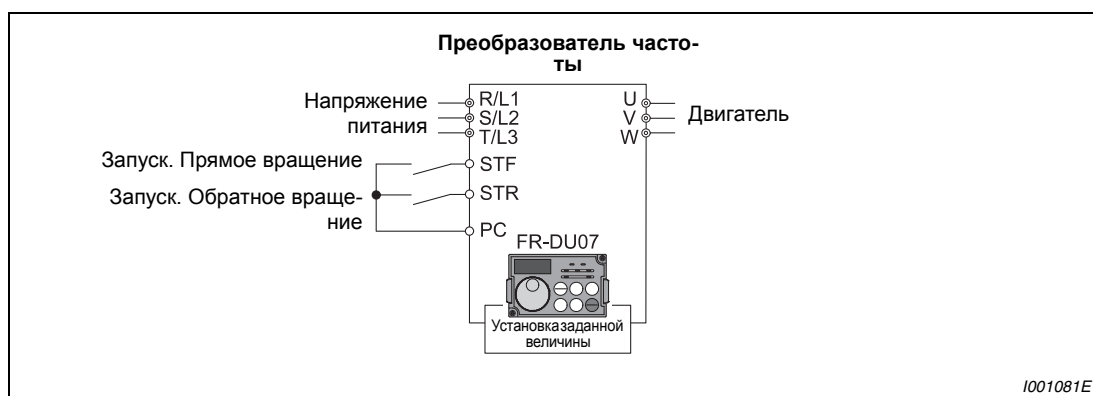 Преобразователь часто-
ты
Напряжение
питания
R/L1
S/L2
T/L3
U
V
W
Двигатель
Запуск. Прямое вращение
STF
Запуск. Обратное враще-
ние
STR
PC
FR-DU07
Установказаданной
величины
I001081E